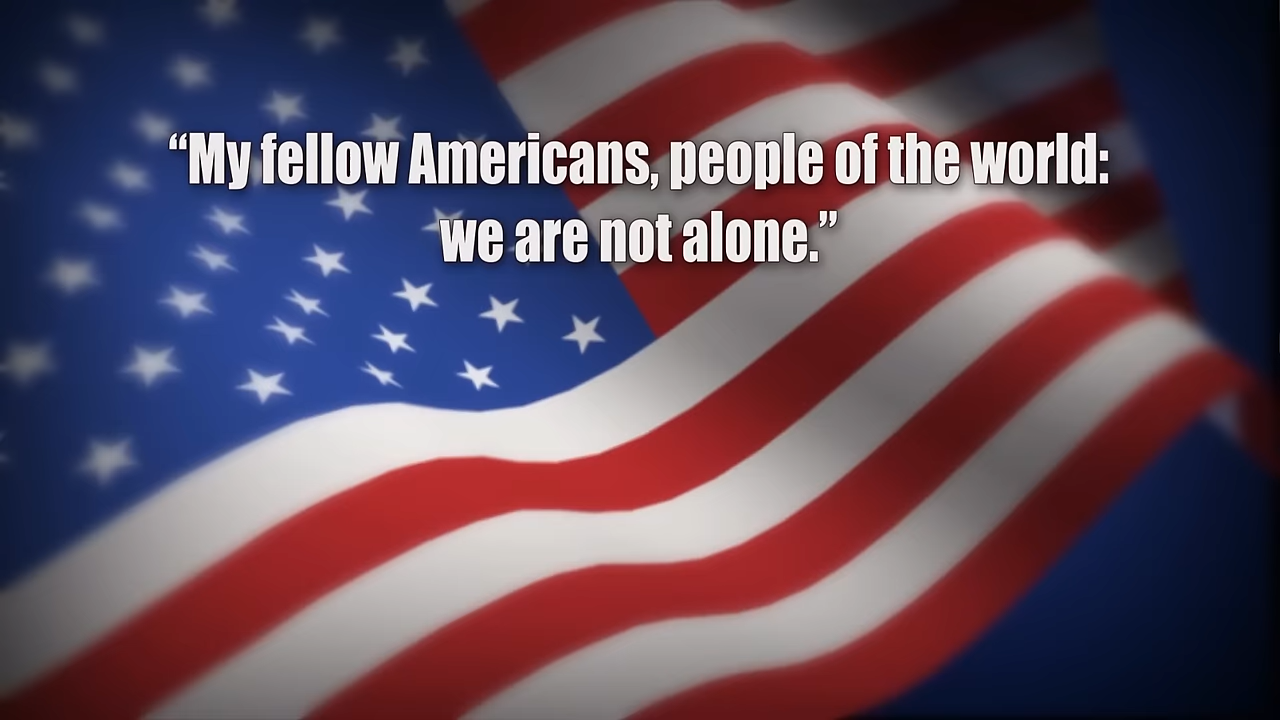 “My fellow Americans, people of the world:
we are not alone.”